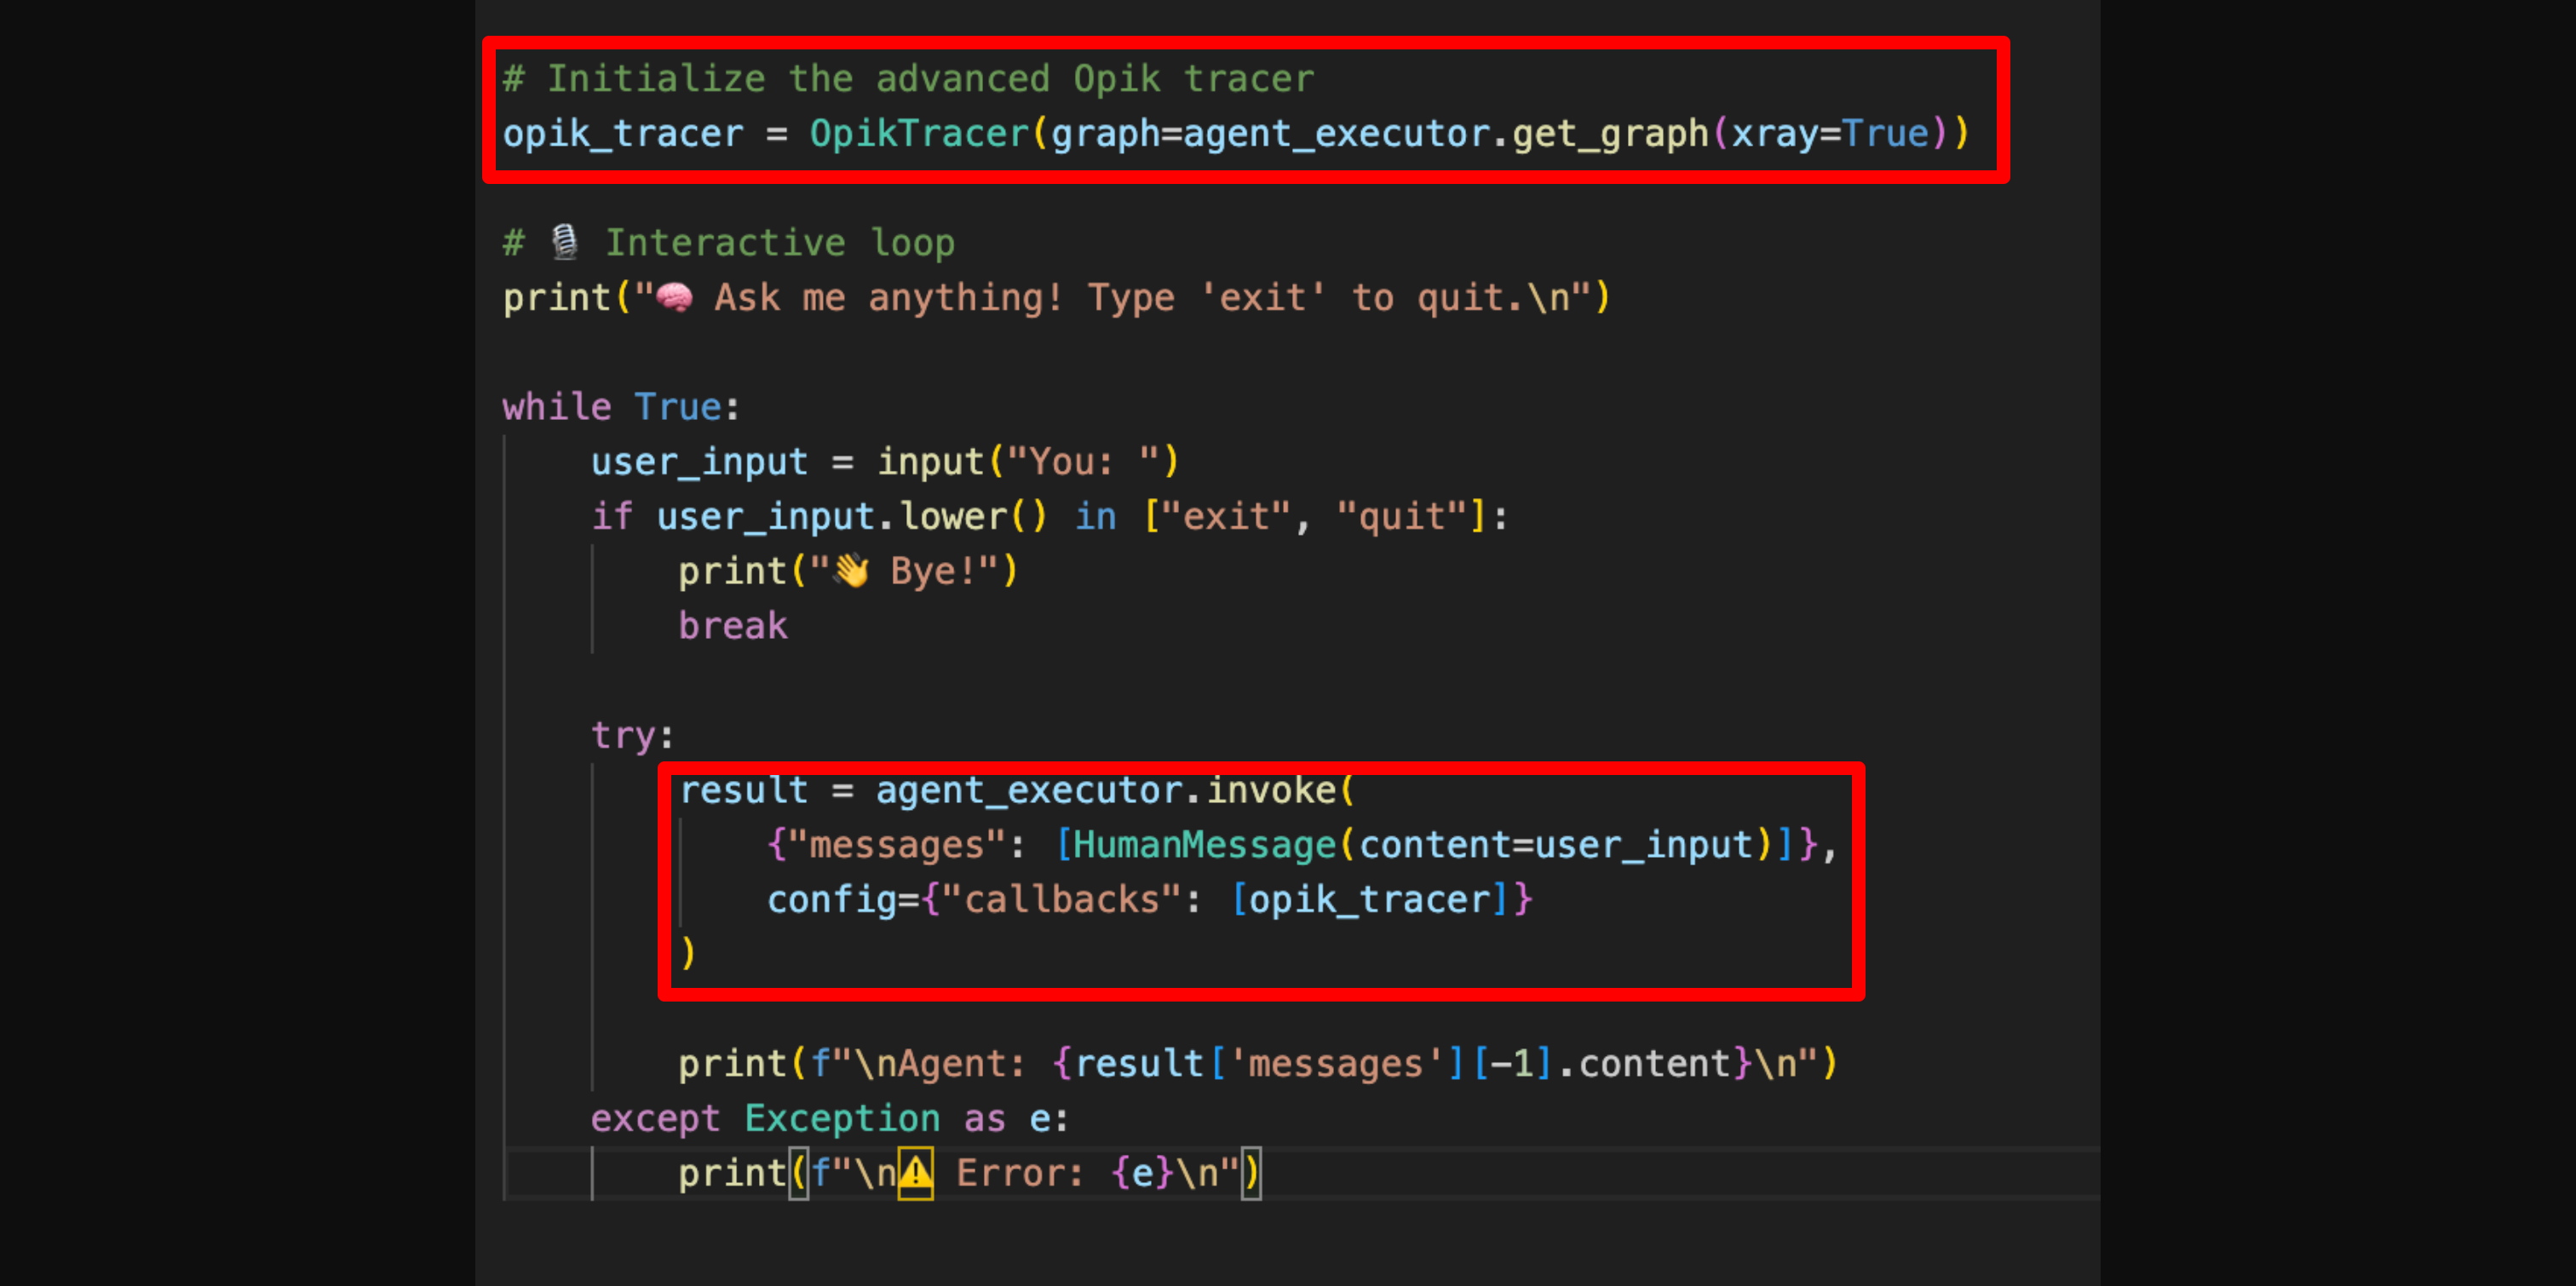 # Initialize the advanced Opik tracer
opik_tracer = OpikTracer(graph=agent_executor.get_graph(xray=True))
# 🎙️ Interactive loop
print("🧠 Ask me anything! Type 'exit' to quit.\n")
while True:
user_input = input("You: ")
if user_input.lower() in ["exit", "quit"]:
print("👋 Bye!")
break
try:
result = agent_executor.invoke(
{"messages": [HumanMessage(content=user_input)]},
config={"callbacks": [opik_tracer]}
)
print(f"\nAgent: {result['messages'][-1].content}\n")
except Exception as e:
print(f"\n⚠️ Error: {e}\n")